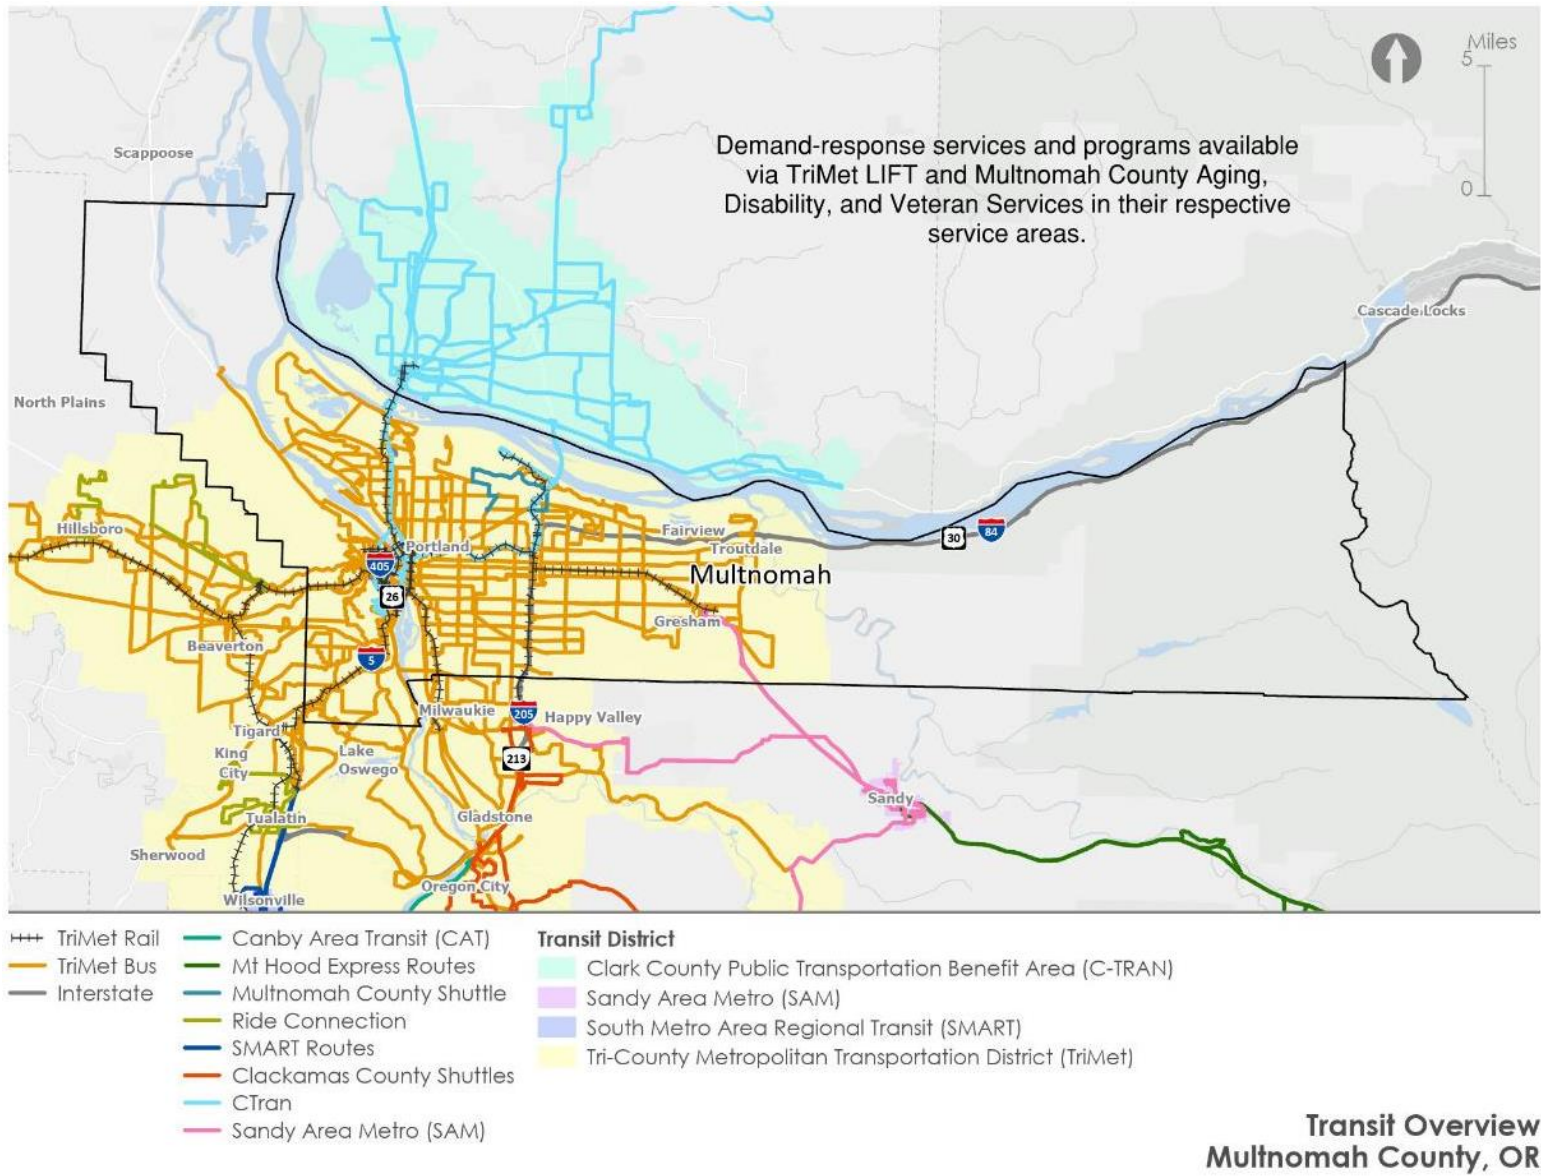 Miles
5
0
Scappoose
Demand-response services and programs available
via TriMet LIFT and Multnomah County Aging,
Disability, and Veteran Services in their respective
service areas.
Cascade Locks
North Plains
Hillsboro
Fairview
30
84
Portland
Troutdale
405
Multnomah
26
Gresham
Beaverton
5
Milwaukie
205
Happy Valley
Tigard
King
City
Lake
Oswego
213
Sandy
Tualatin
Gladstone
Sherwood
Oregon City
Wilsonville
TriMet Rail
TriMet Bus
Interstate
Canby Area Transit (CAT)
Mt Hood Express Routes
Multnomah County Shuttle
Ride Connection
SMART Routes
Clackamas County Shuttles
CTran
Sandy Area Metro (SAM)
Transit District
Clark County Public Transportation Benefit Area (C-TRAN)
Sandy Area Metro (SAM)
South Metro Area Regional Transit (SMART)
Tri-County Metropolitan Transportation District (TriMet)
Transit Overview
Multnomah County, OR